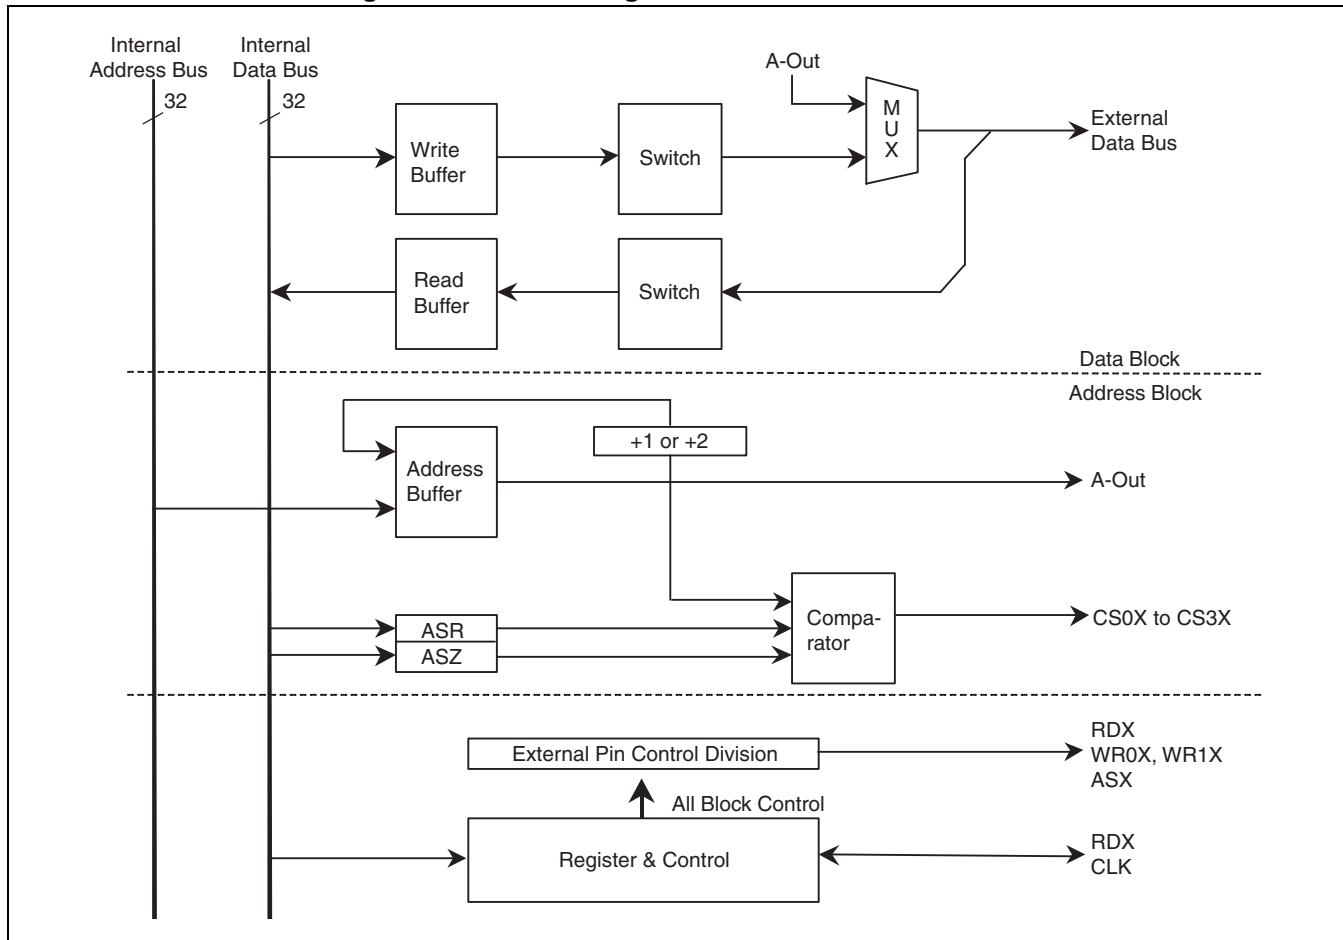 Internal
Address Bus
Internal
Data Bus
32
32
A-Out
M
U
X
External
Data Bus
Write
Buffer
Switch
Read
Buffer
Switch
Data Block
Address Block
+1 or +2
Address
Buffer
A-Out
ASR
ASZ
Compa-
rator
CS0X to CS3X
External Pin Control Division
RDX
WR0X, WR1X
ASX
All Block Control
Register & Control
RDX
CLK